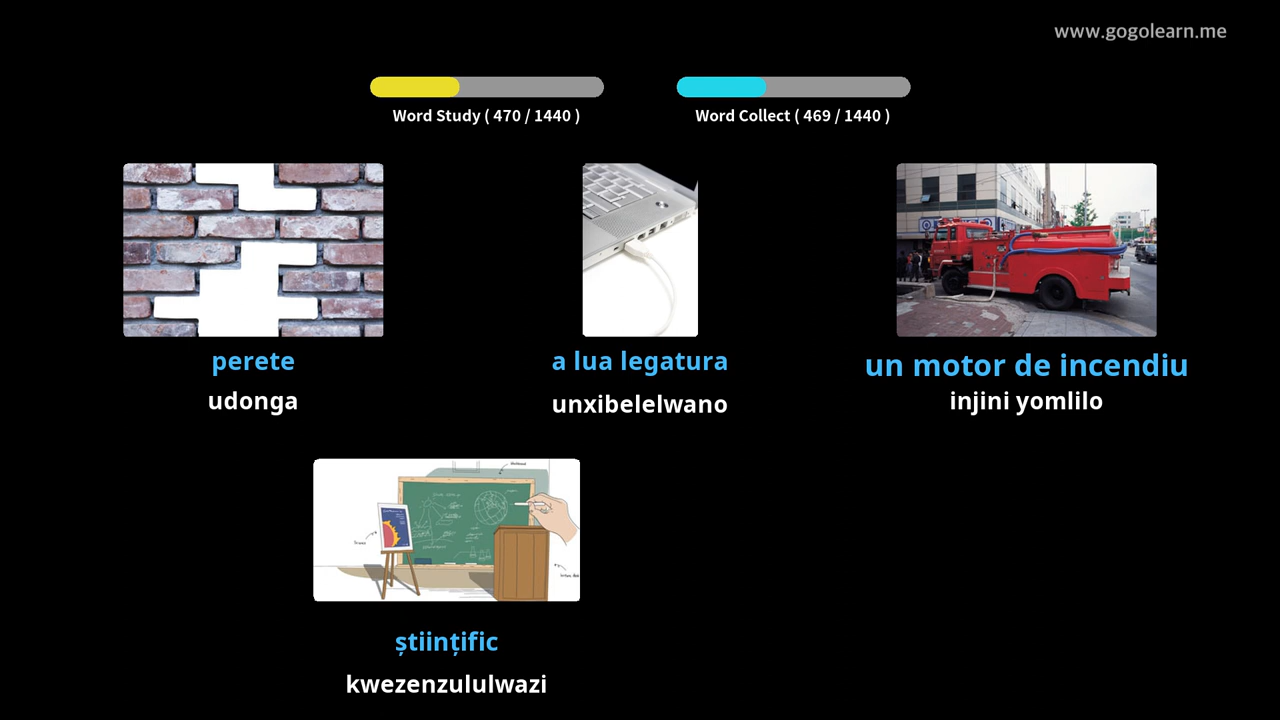 www.gogolearn.me
Word Study ( 470 / 1440 )
Word Collect ( 469 / 1440 )
perete
a lua legatura
un motor de incendiu
udonga
unxibelelwano
injini yomlilo
științific
kwezenzululwazi